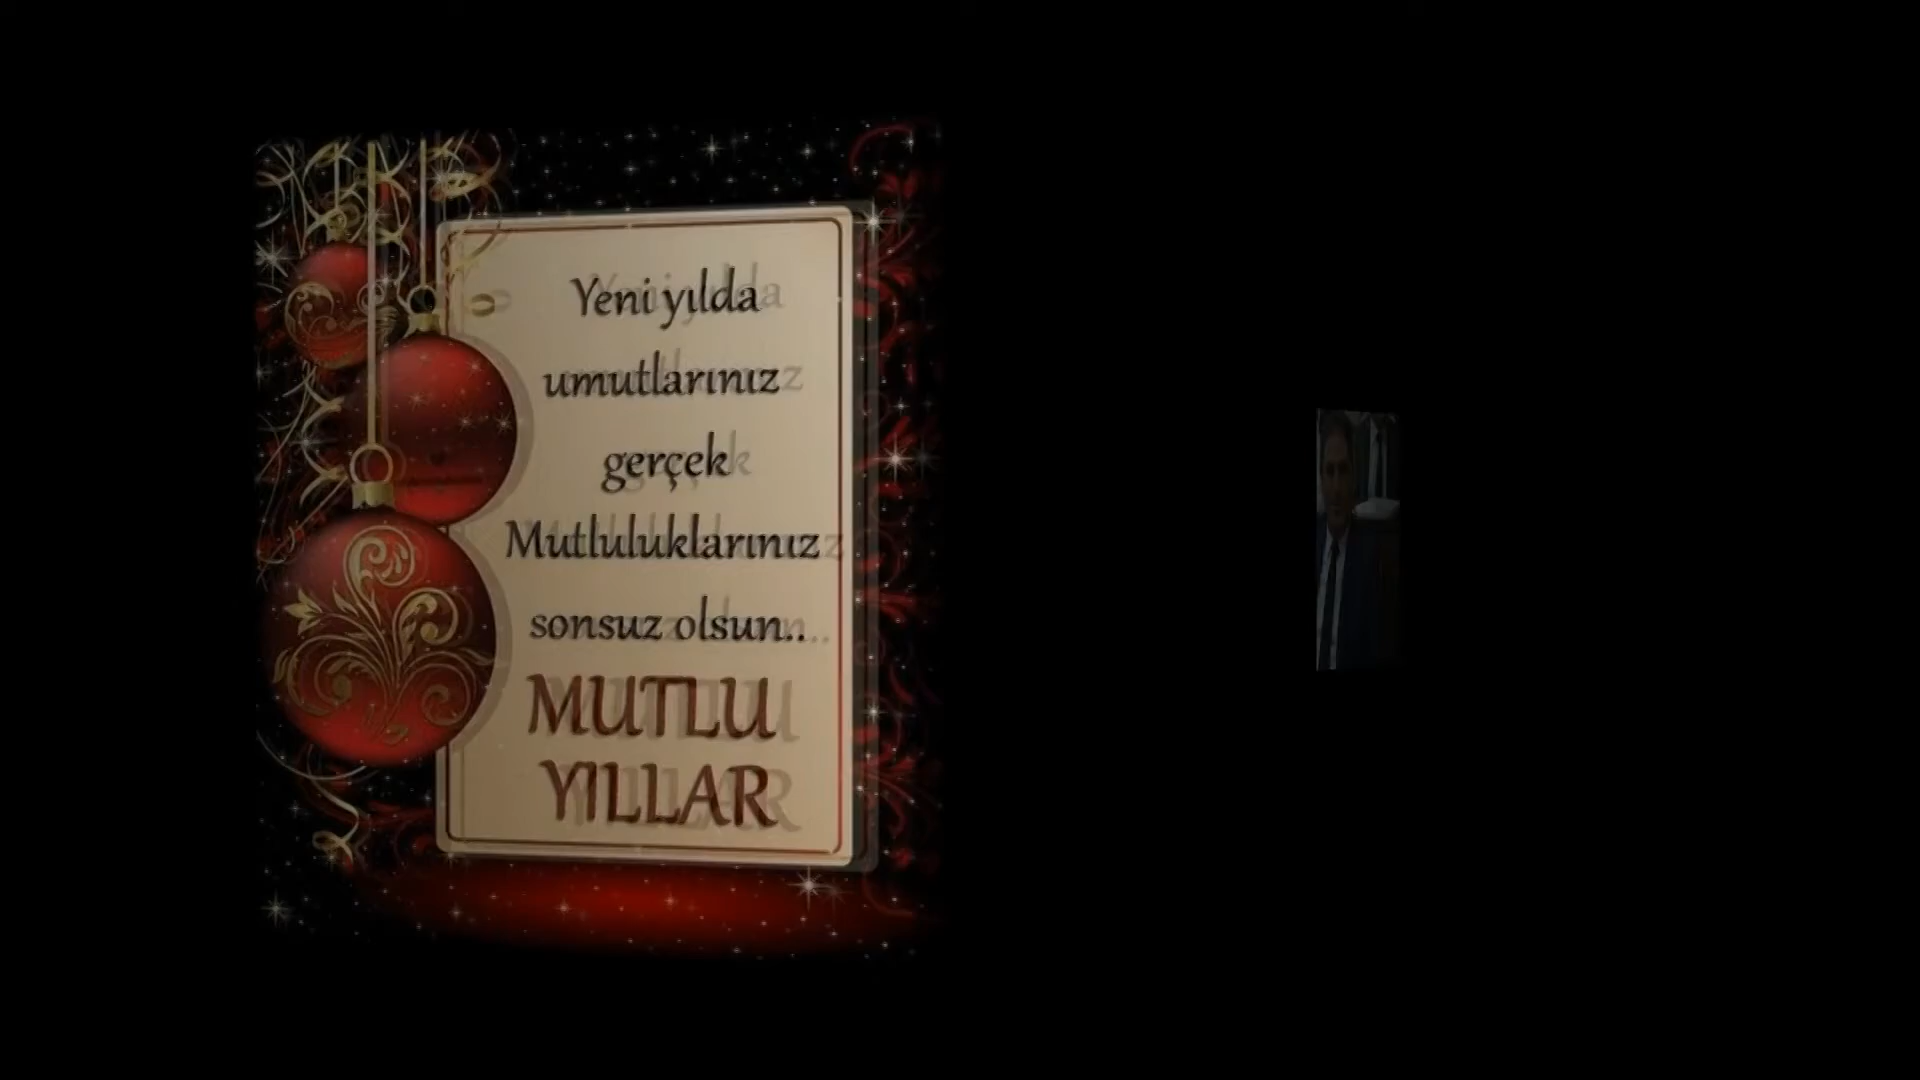 Yeni yılda
umutlarınız
gerçek
Mutluluklarınız
sonsuz olsun..
MUTLU
YILLAR